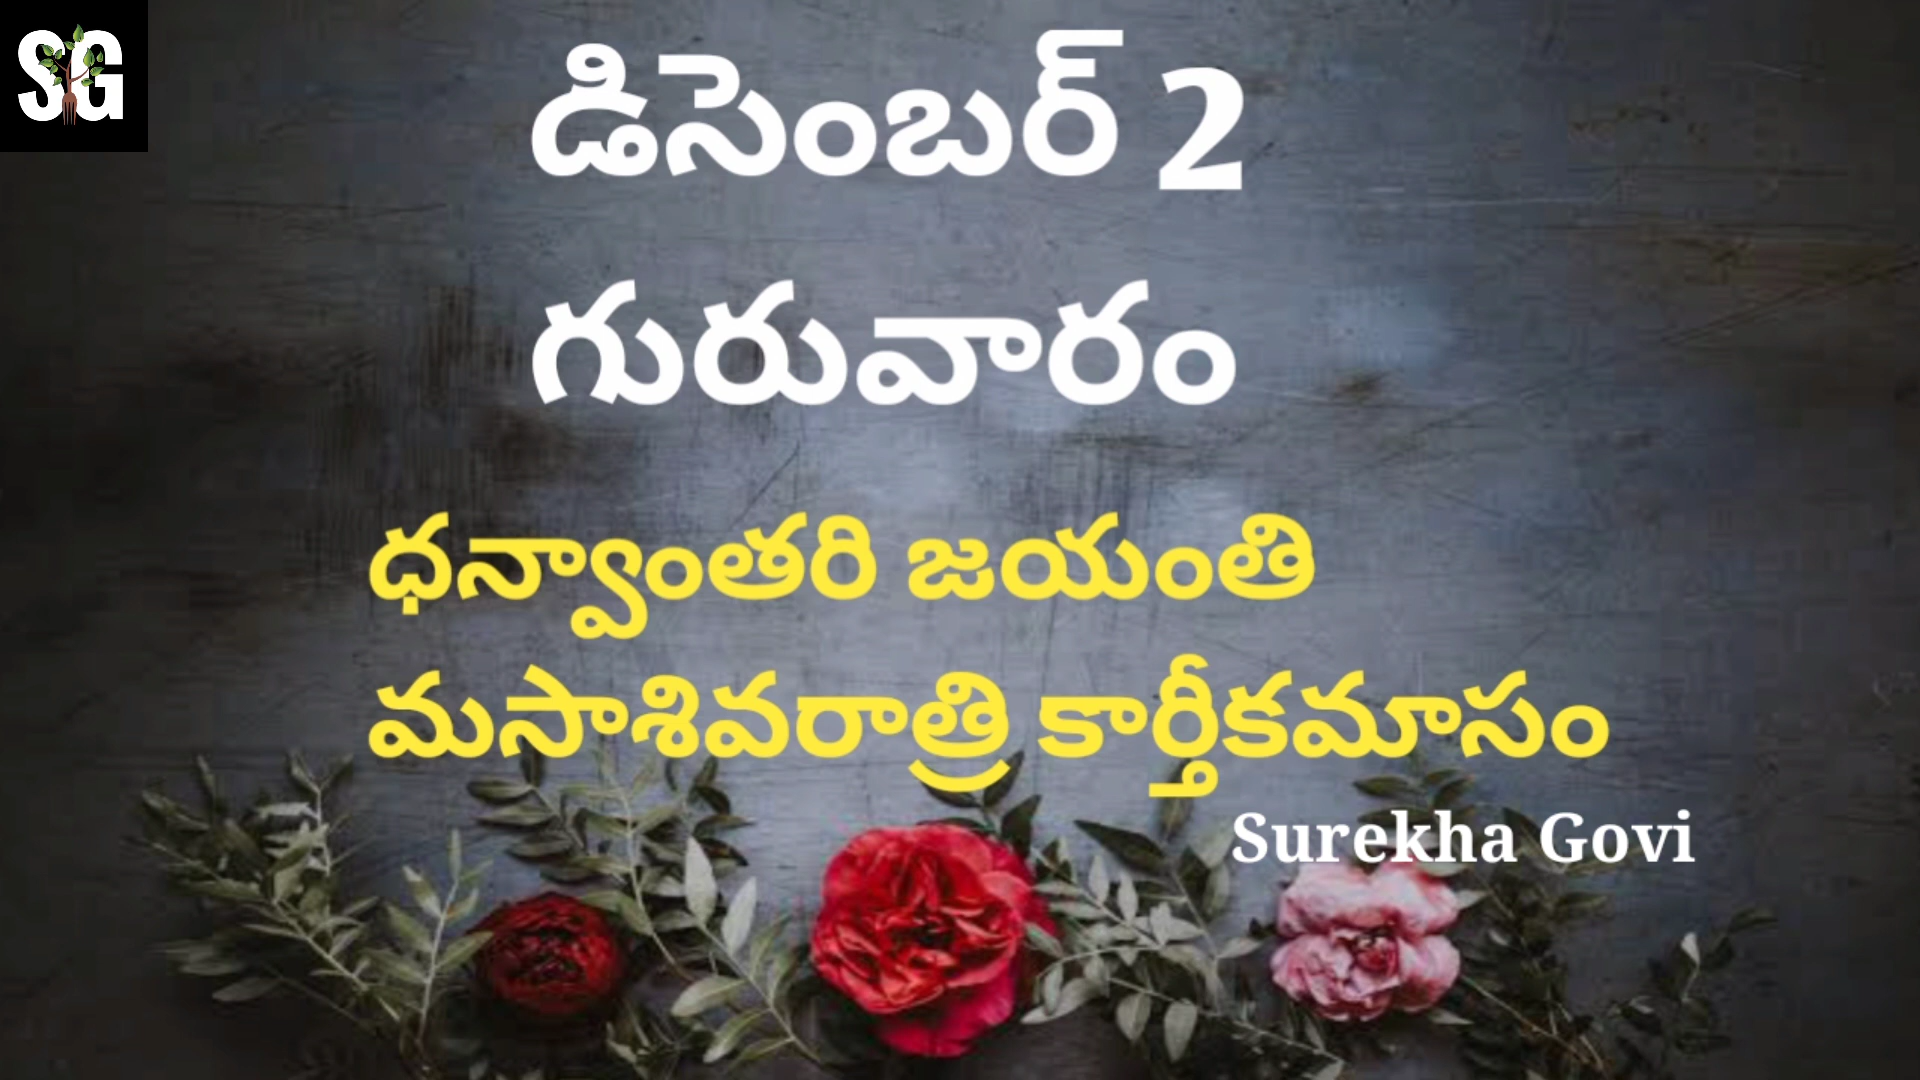 SG
డిసెంబర్ 2
గురువారం
ధన్వాంతరి జయంతి
మసాశివరాత్రి కార్తీకమాసం
Surekha Govi